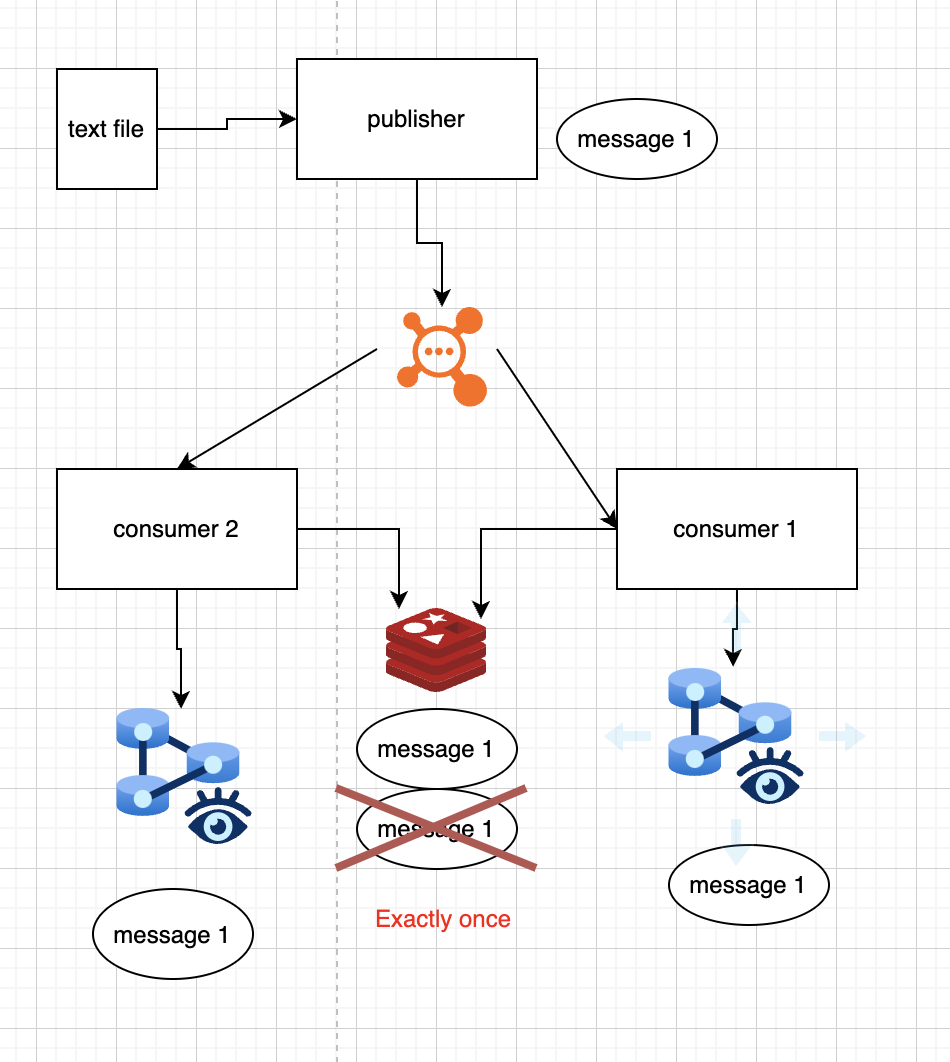 text file
publisher
message 1
consumer 2
consumer 1
message 1
message 1
message 1
message 1
Exactly once